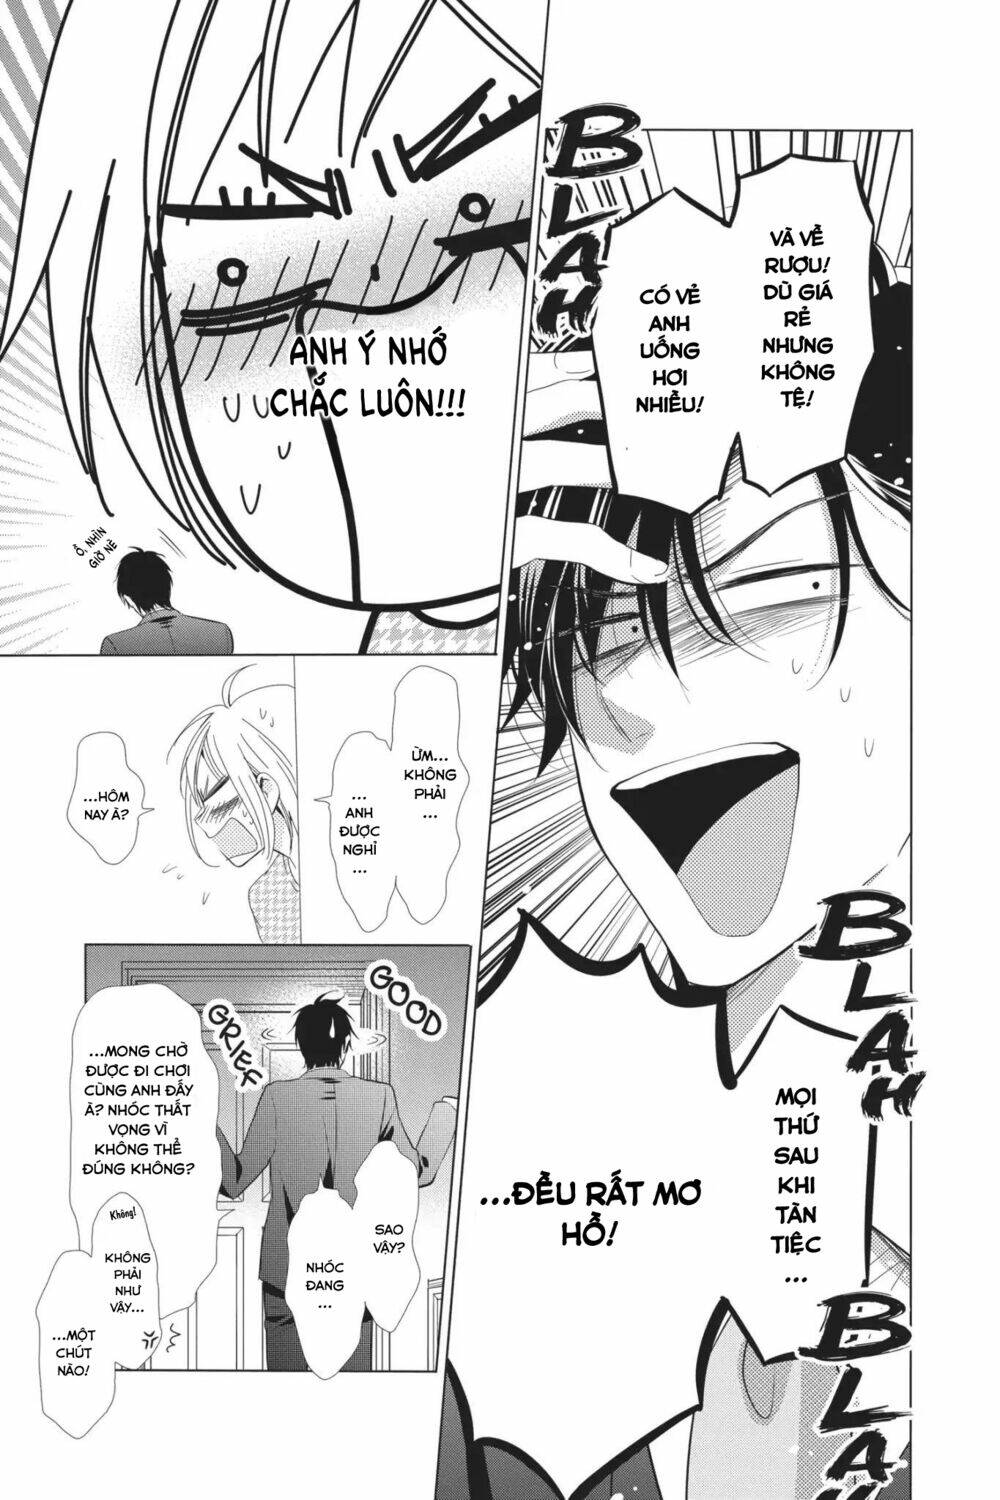 VÀ VỀ
RƯỢU!
DÙ GIÁ
RẺ
NHƯNG
KHÔNG
TỆ!
CÓ VẺ
ANH
UỐNG
HƠI
NHIỀU!
BLAH
BLAH
MỌI
THỨ
SAU
KHI
TÀN
TIỆC
...
...ĐỀU RẤT MƠ
HỒ!
BLAH
ANH Ý NHỚ
CHẮC LUÔN!!!
Ồ, NHÌN
GIỜ NÈ
ỪM...
KHÔNG
PHẢI
...
...
ANH
ĐƯỢC
NGHỈ
...
...HÔM
NAY À?
GOOD
GRIEF
...MONG CHỜ
ĐƯỢC ĐI CHƠI
CÙNG ANH ĐẤY
À? NHÓC THẤT
VỌNG VÌ
KHÔNG THỂ
ĐÚNG KHÔNG?
SAO
VẬY?
NHÓC
ĐANG
...
Không!
KHÔNG
PHẢI
NHƯ
VẬY...
...MỘT
CHÚT
NÀO!